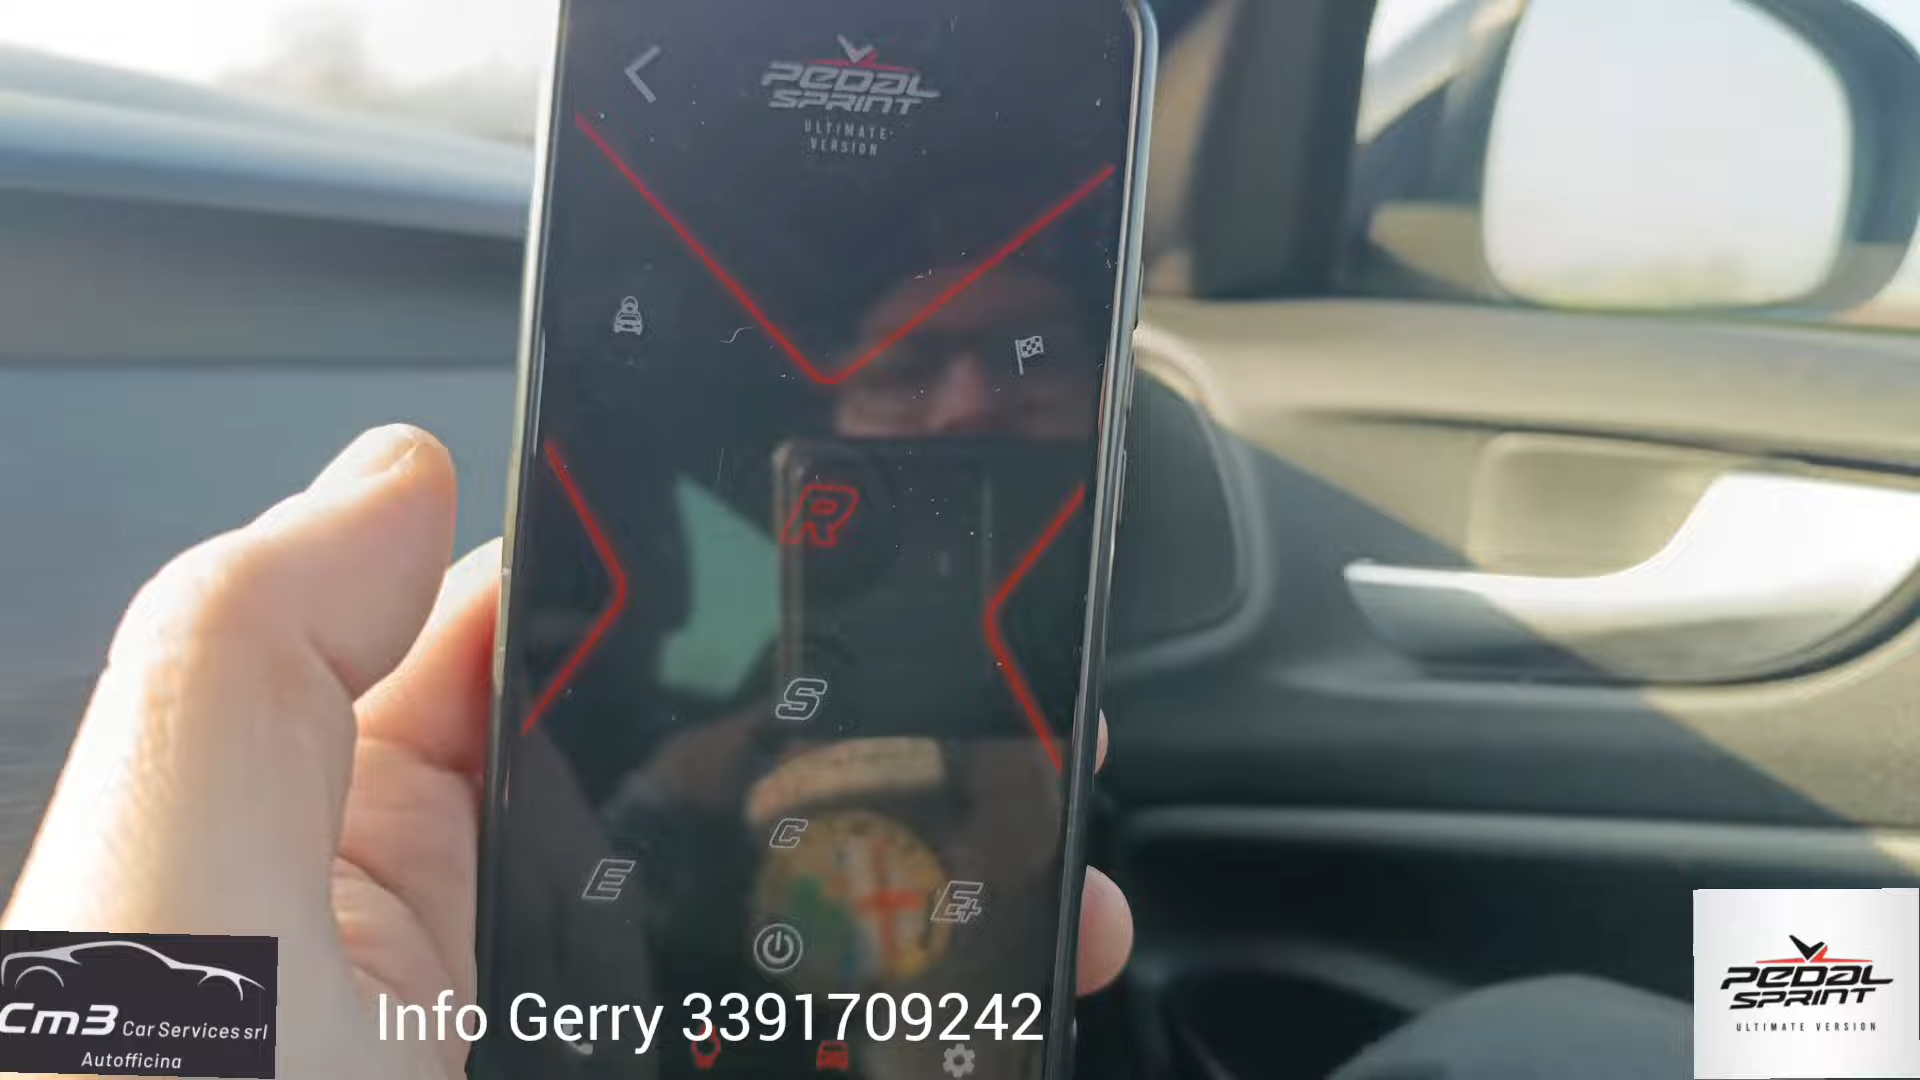 PEDAL
SPRINT
ULTIMATE
VERSION
R
S
C
E
E+
Info Gerry 3391709242
Cm3 Car Services srl
Autofficina
PEDAL
SPRINT
ULTIMATE VERSION